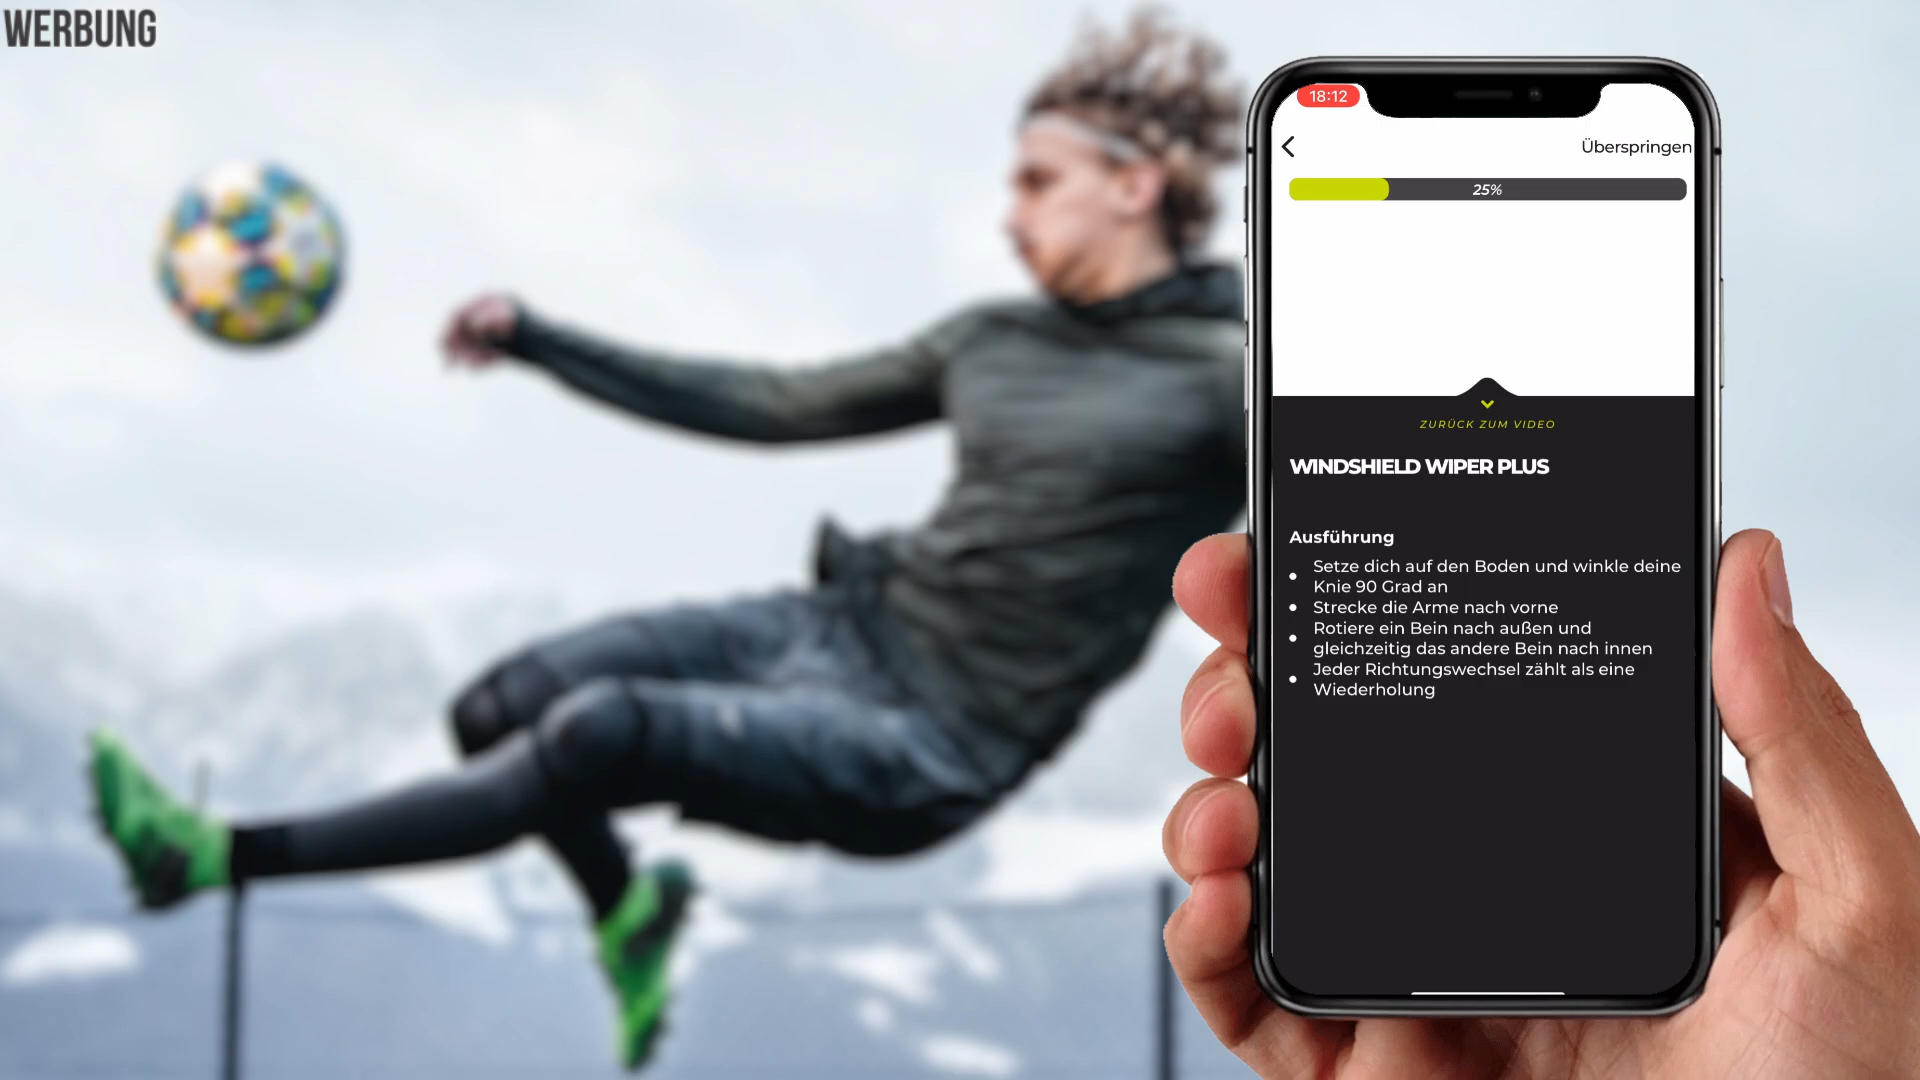 WERBUNG
18:12
Überspringen
25%
ZURÜCK ZUM VIDEO
WINDSHIELD WIPER PLUS
Ausführung
Setze dich auf den Boden und winkle deine
Knie 90 Grad an
Strecke die Arme nach vorne
Rotiere ein Bein nach außen und
gleichzeitig das andere Bein nach innen
Jeder Richtungswechsel zählt als eine
Wiederholung